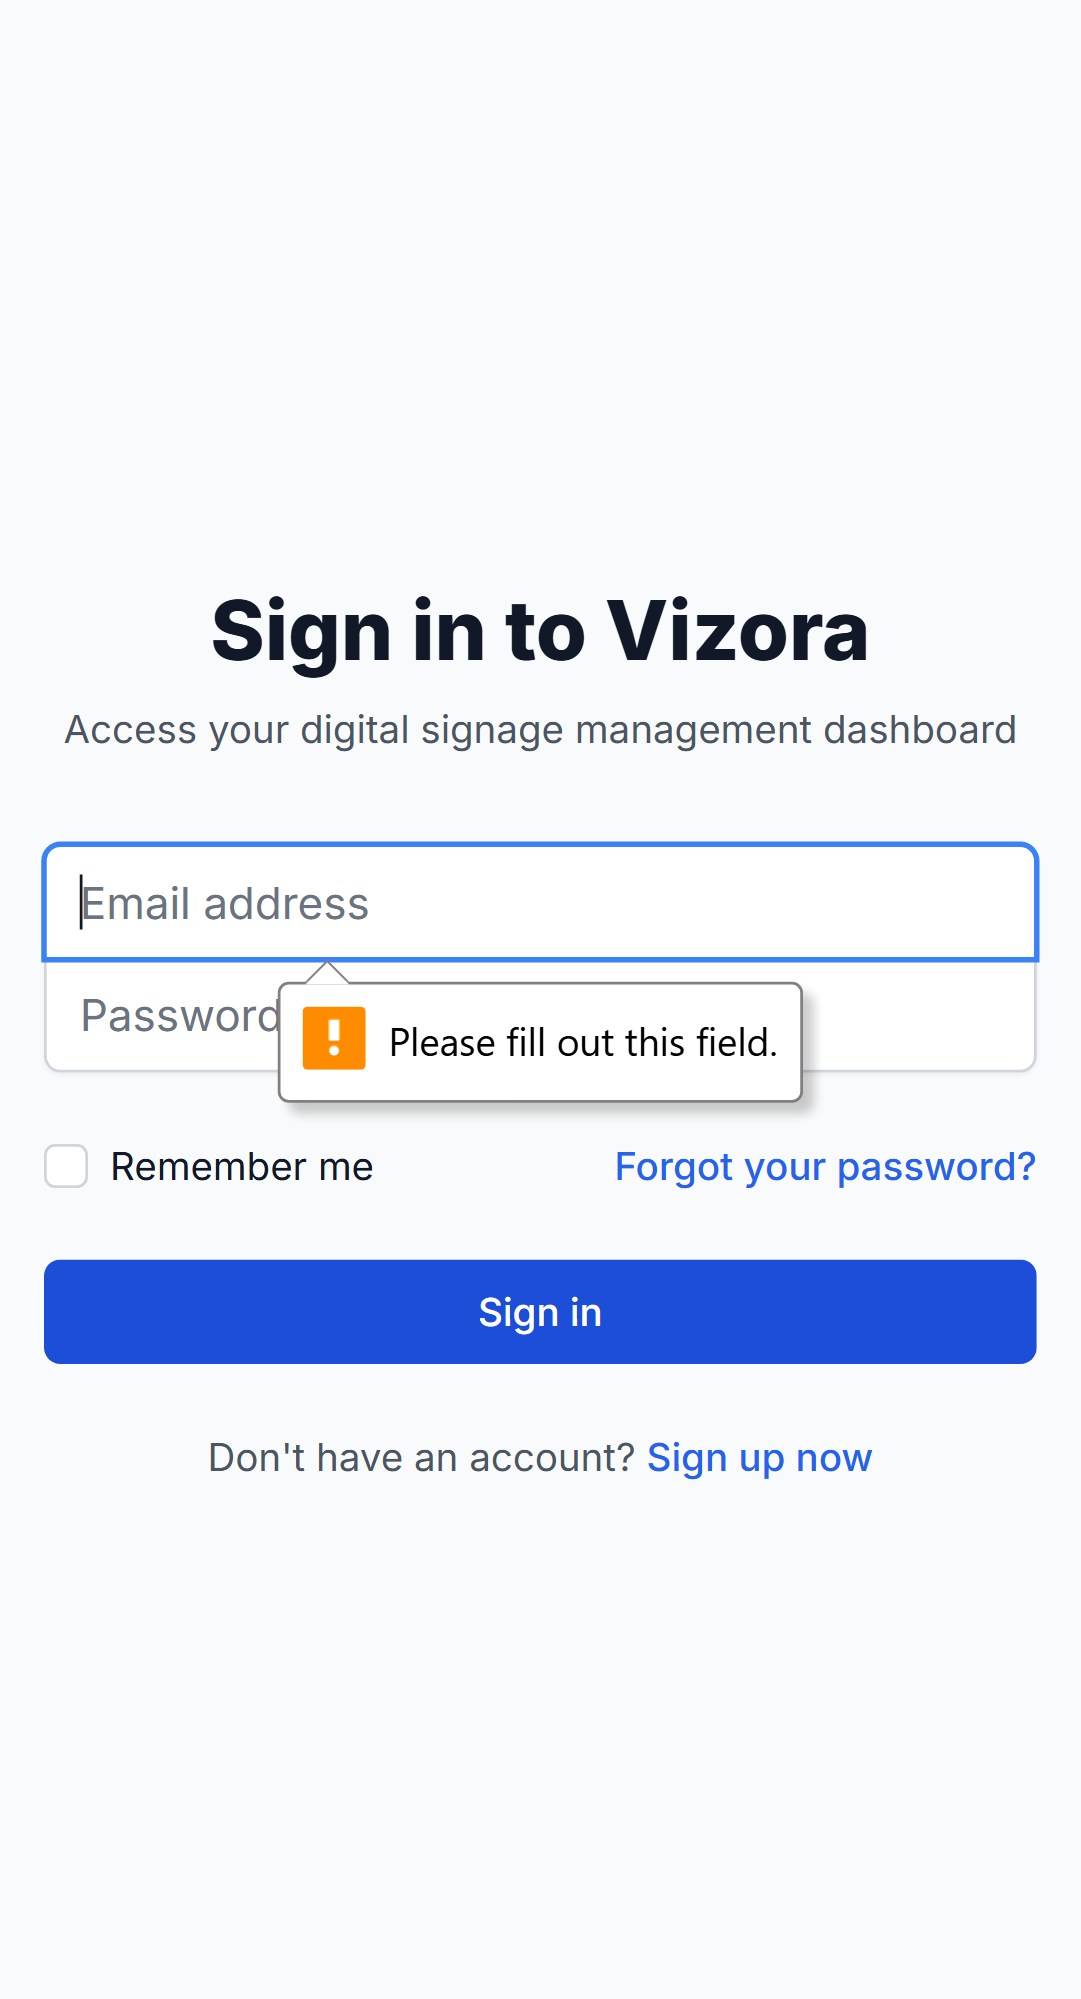 Sign in to Vizora
Access your digital signage management dashboard
Email address
Password
Please fill out this field.
Remember me
Forgot your password?
Sign in
Don't have an account? Sign up now